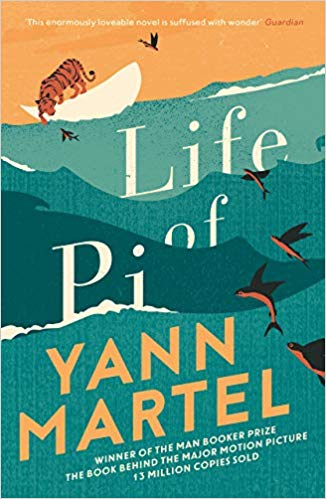 'This enormously loveable novel is suffused with wonder' Guardian
Life
of
Pi
YANN
MARTEL
WINNER OF THE MAN BOOKER PRIZE
THE BOOK BEHIND THE MAJOR MOTION PICTURE
13 MILLION COPIES SOLD